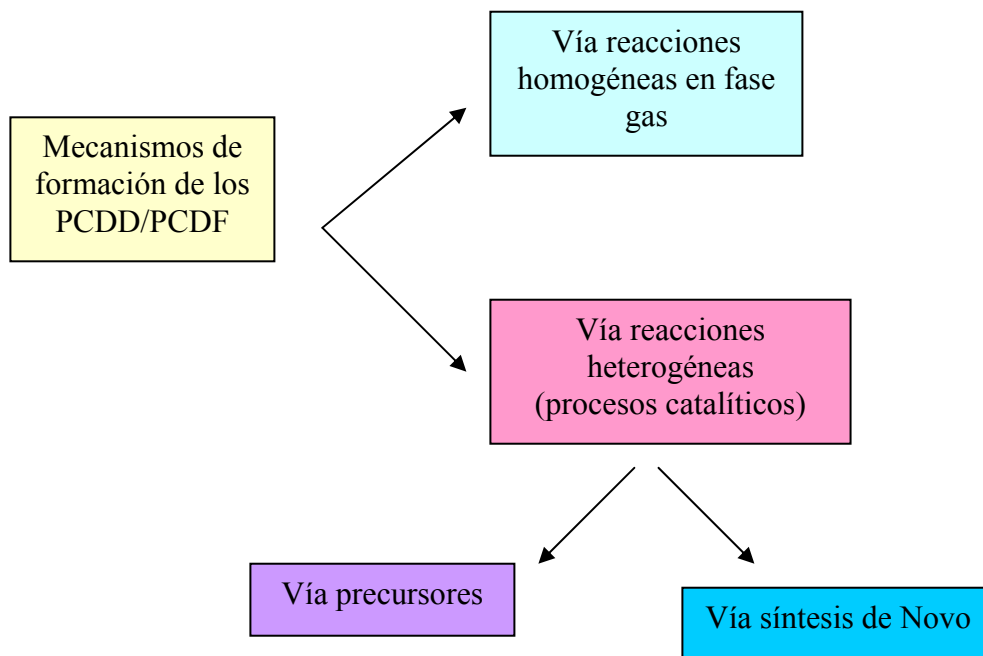 Vía reacciones
homogéneas en fase
gas
Mecanismos de
formación de los
PCDD/PCDF
Vía reacciones
heterogéneas
(procesos catalíticos)
Vía precursores
Vía síntesis de Novo